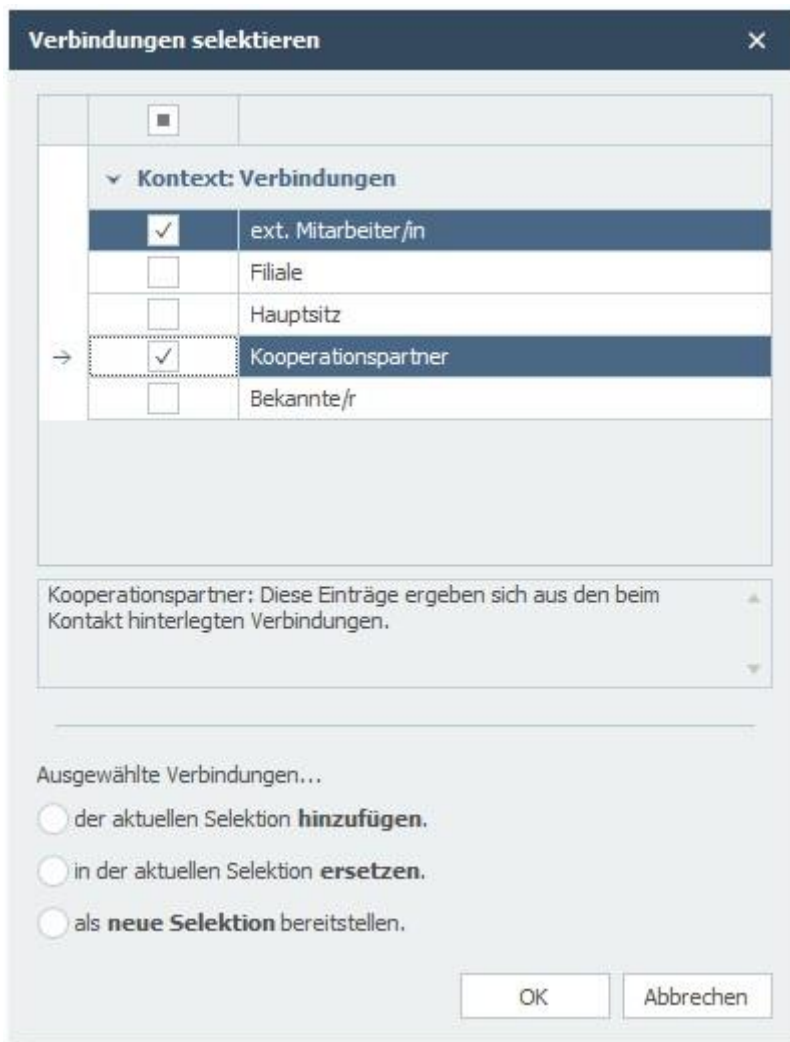 Verbindungen selektieren
Kontext: Verbindungen
ext. Mitarbeiter/in
Filiale
Hauptsitz
Kooperationspartner
Bekannte/r
Kooperationspartner: Diese Einträge ergeben sich aus den beim
Kontakt hinterlegten Verbindungen.
Ausgewählte Verbindungen...
der aktuellen Selektion hinzufügen.
in der aktuellen Selektion ersetzen.
als neue Selektion bereitstellen.
OK Abbrechen